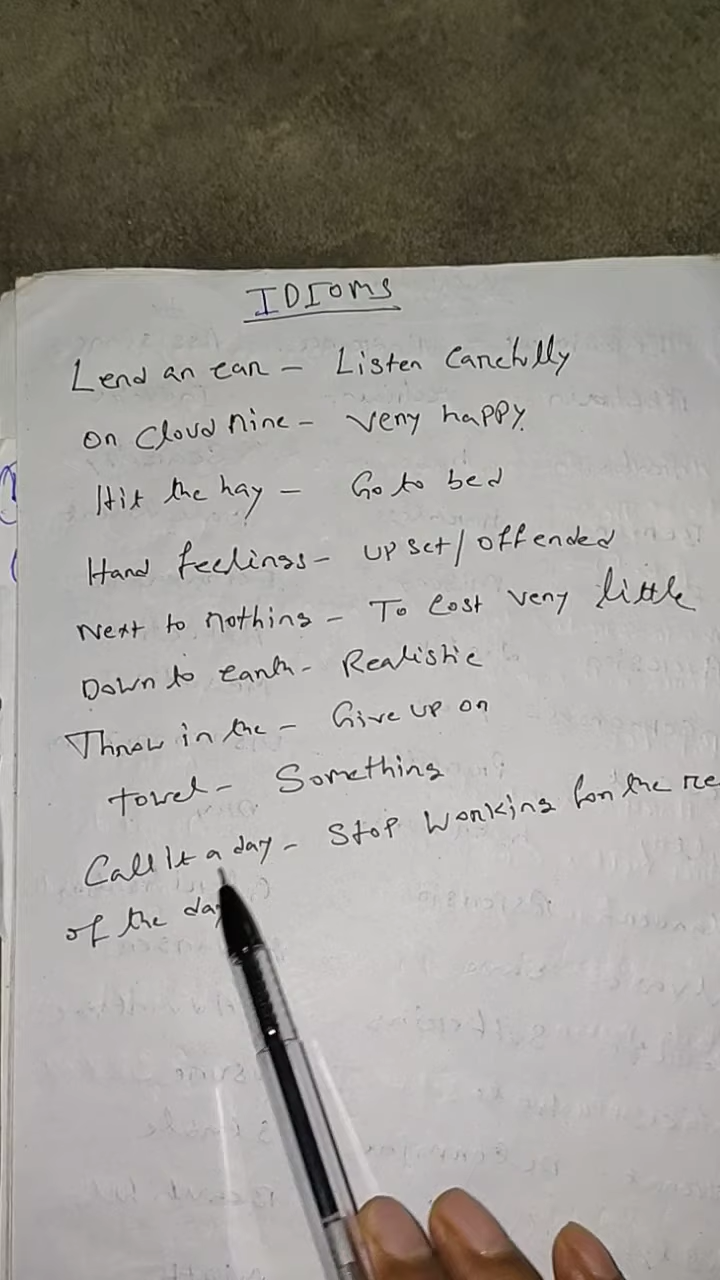 IDIOMS
Lend an ear - Listen Carefully
On Cloud nine - Very happy
Hit the hay - Go to bed
Hard feelings - upset/offended
Next to nothing - To Cost very little
Down to earth - Realistic
Throw in the - Give up on
towel - Something
Call It a day - Stop working for the re
of the day